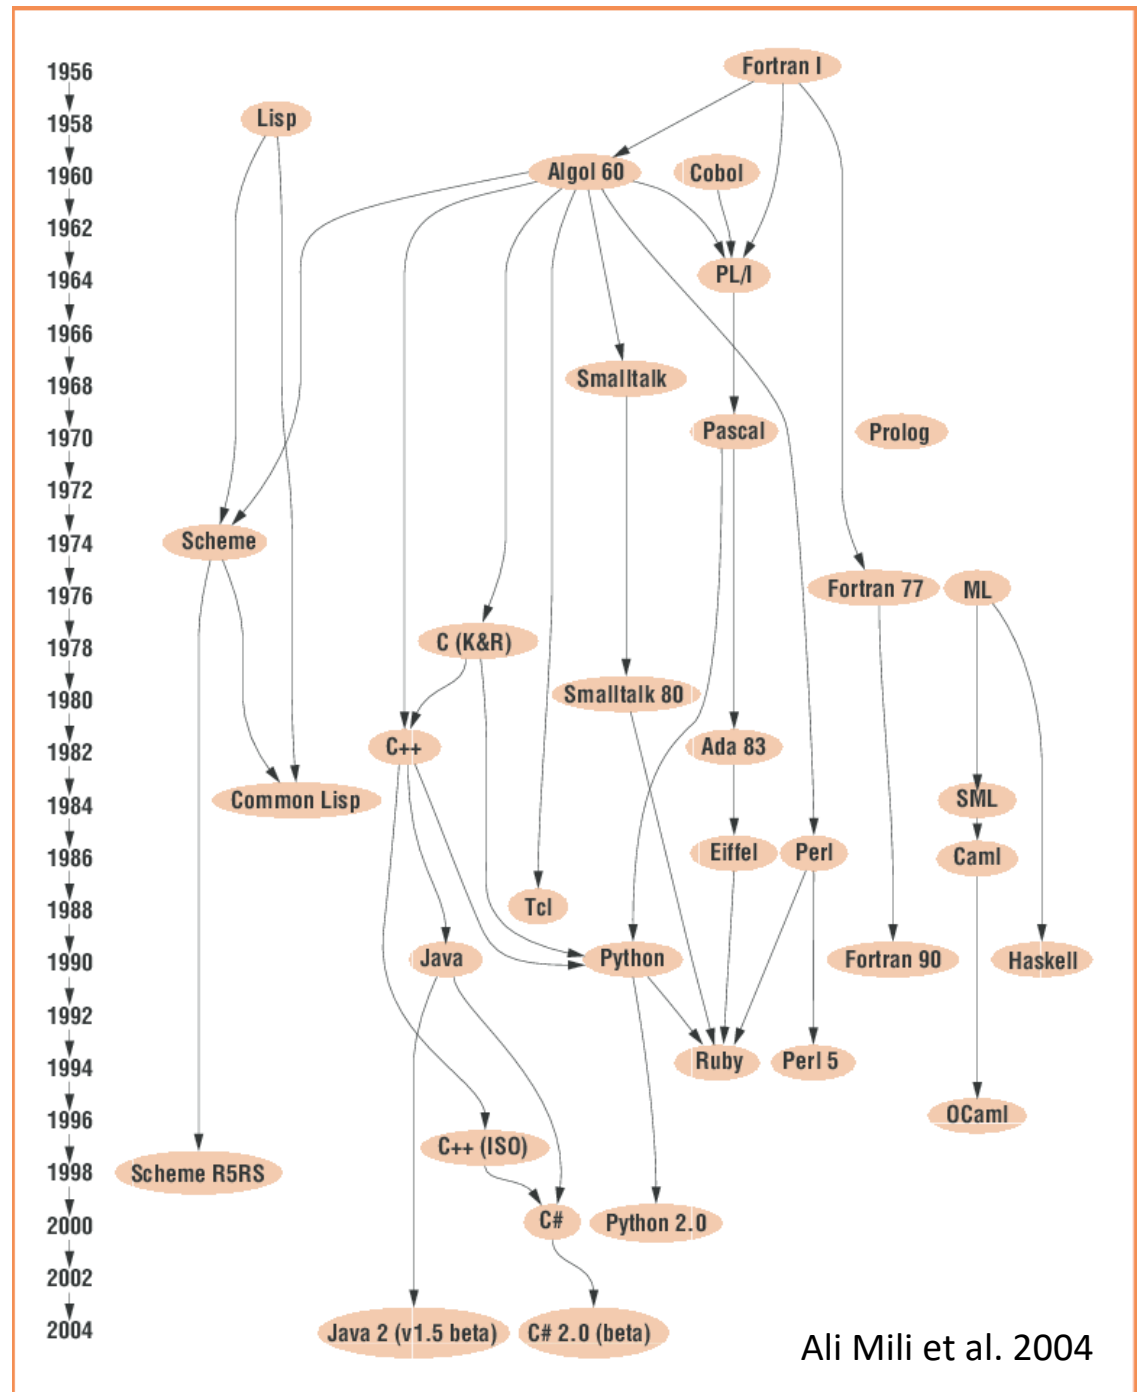 1956
Fortran I
Lisp
1958
1960
Algol 60
Cobol
1962
1964
PL/I
1966
1968
Smalltalk
1970
Pascal
Prolog
1972
1974
Scheme
1976
Fortran 77
ML
1978
C (K&R)
1980
Smalltalk 80
1982
C++
Ada 83
1984
Common Lisp
SML
1986
Eiffel
Perl
Caml
1988
Tcl
1990
Java
Python
Fortran 90
Haskell
1992
1994
Ruby
Perl 5
1996
OCaml
C++ (ISO)
1998
Scheme R5RS
2000
C#
Python 2.0
2002
2004
Java 2 (v1.5 beta)
C# 2.0 (beta)
Ali Mili et al. 2004